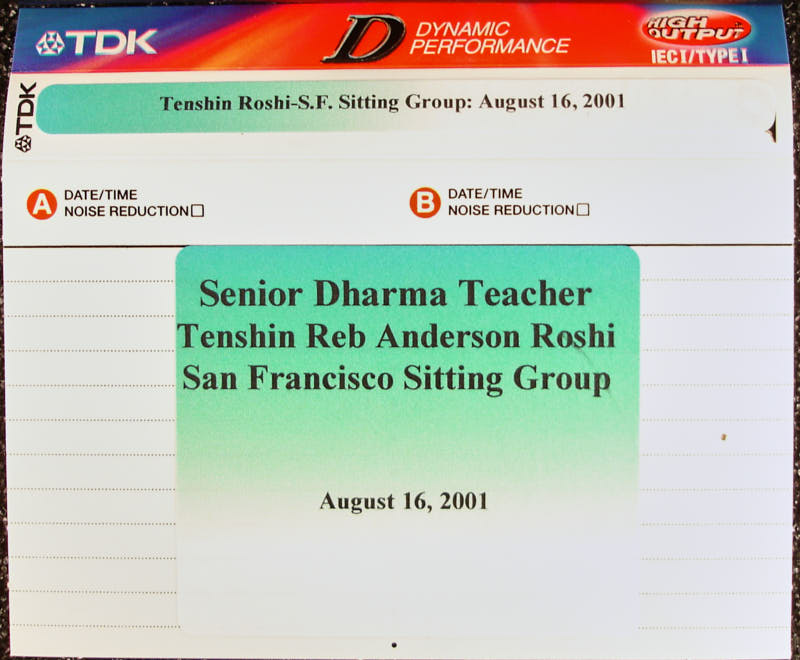 TDK
D DYNAMIC PERFORMANCE
HIGH OUTPUT
IECI/TYPE I
TDK
Tenshin Roshi-S.F. Sitting Group: August 16, 2001
A DATE/TIME
NOISE REDUCTION
B DATE/TIME
NOISE REDUCTION
Senior Dharma Teacher
Tenshin Reb Anderson Roshi
San Francisco Sitting Group
August 16, 2001